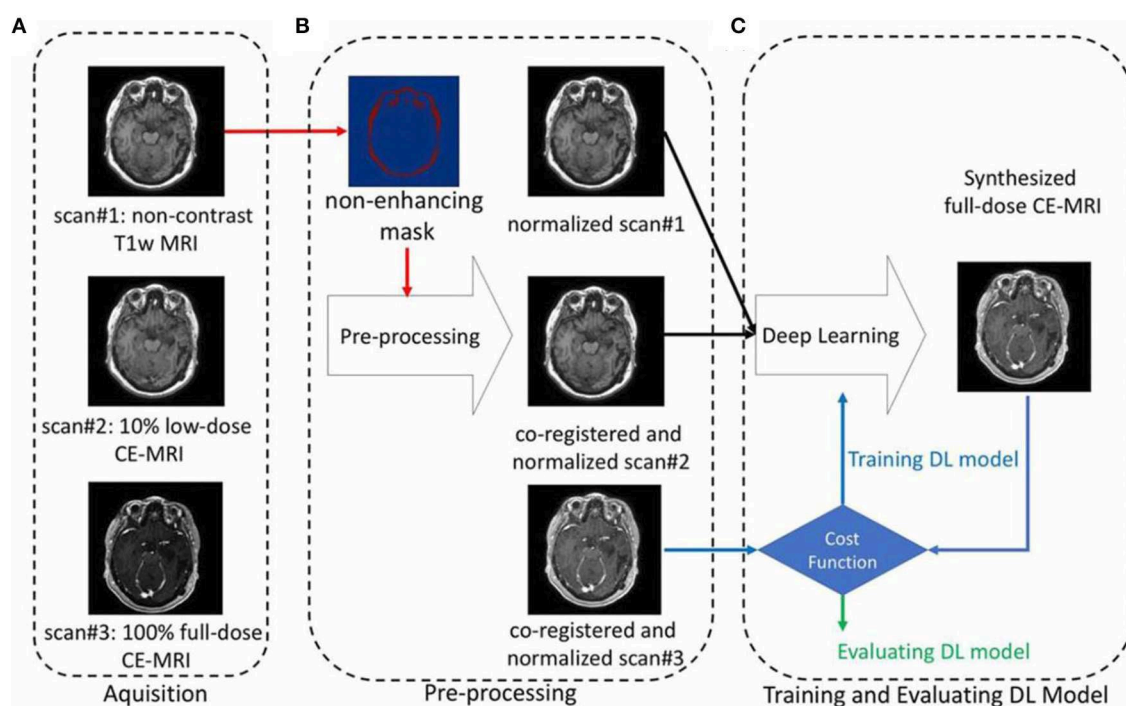 A
B
C
scan#1: non-contrast
T1w MRI
scan#2: 10% low-dose
CE-MRI
scan#3: 100% full-dose
CE-MRI
Aquisition
non-enhancing
mask
Pre-processing
normalized scan#1
co-registered and
normalized scan#2
co-registered and
normalized scan#3
Pre-processing
Deep Learning
Synthesized
full-dose CE-MRI
Training DL model
Cost
Function
Evaluating DL model
Training and Evaluating DL Model